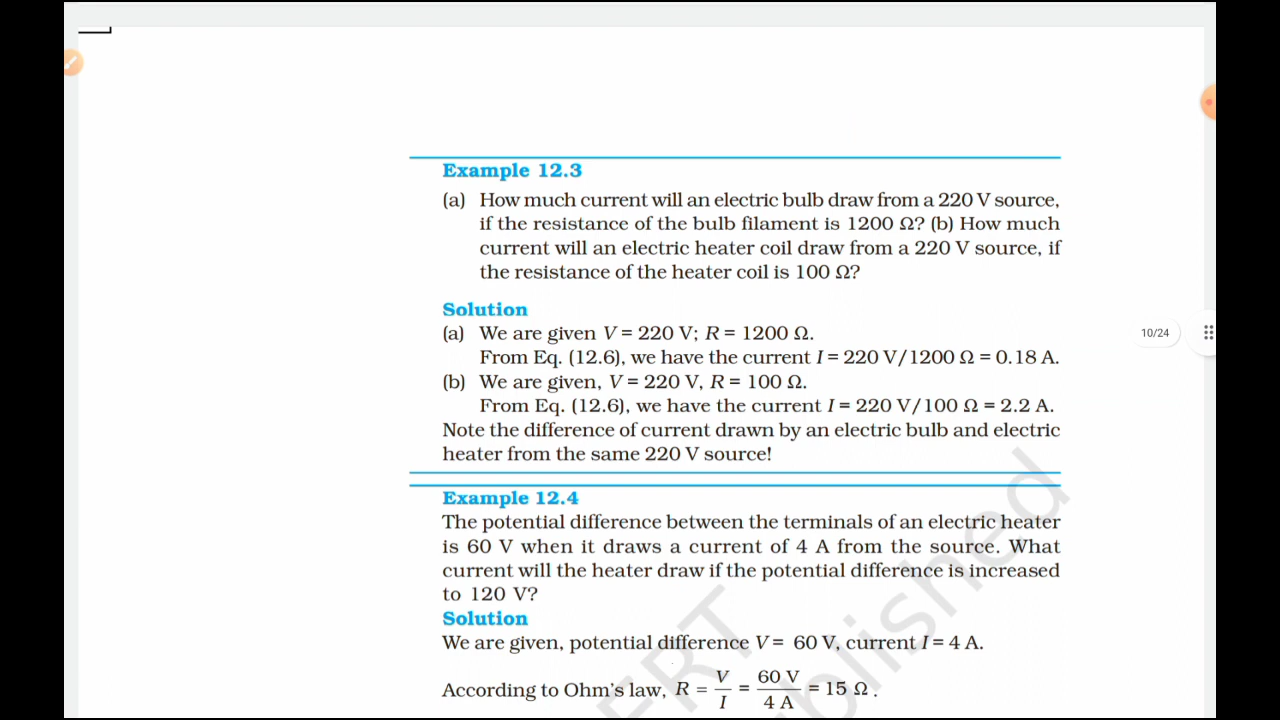 Example 12.3
(a) How much current will an electric bulb draw from a 220 V source,
if the resistance of the bulb filament is 1200 Ω? (b) How much
current will an electric heater coil draw from a 220 V source, if
the resistance of the heater coil is 100 Ω?
Solution
(a) We are given V = 220 V; R = 1200 Ω.
From Eq. (12.6), we have the current I = 220 V/1200 Ω = 0.18 A.
(b) We are given, V = 220 V, R = 100 Ω.
From Eq. (12.6), we have the current I = 220 V/100 Ω = 2.2 A.
Note the difference of current drawn by an electric bulb and electric
heater from the same 220 V source!
10/24
Example 12.4
The potential difference between the terminals of an electric heater
is 60 V when it draws a current of 4 A from the source. What
current will the heater draw if the potential difference is increased
to 120 V?
Solution
We are given, potential difference V = 60 V, current I = 4 A.
According to Ohm's law, R = V/I = 60 V/4 A = 15 Ω .